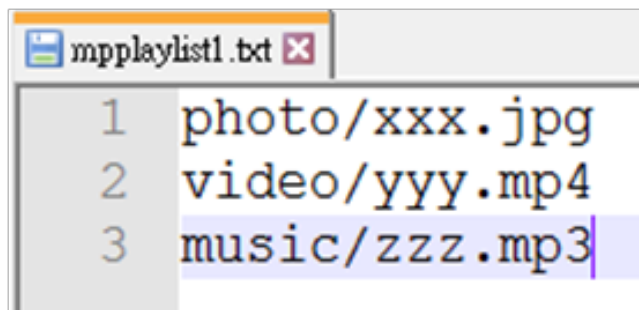 mpplaylist1.txt
1 photo/xxx.jpg
2 video/yyy.mp4
3 music/zzz.mp3